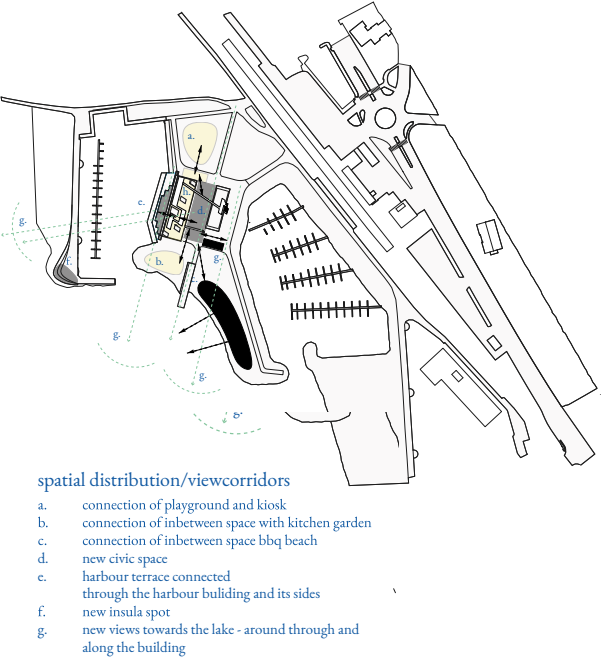 a.
c.
h.
d.
g.
f.
b.
g.
g.
g.
g.
spatial distribution/viewcorridors
a. connection of playground and kiosk
b. connection of inbetween space with kitchen garden
c. connection of inbetween space bbq beach
d. new civic space
e. harbour terrace connected
through the harbour buliding and its sides
f. new insula spot
g. new views towards the lake - around through and
along the building